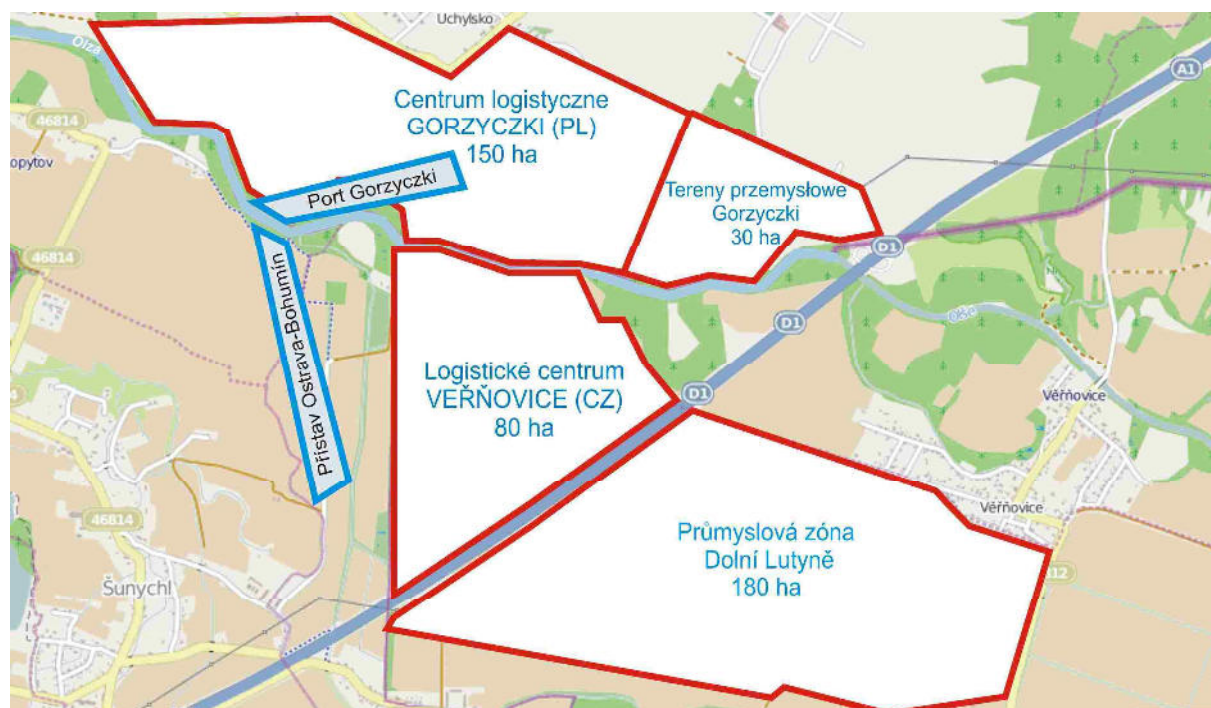 Uchylsko
Olza
A1
46814
Centrum logistyczne
GORZYCZKI (PL)
150 ha
opytov
Port Gorzyczki
Tereny przemysłowe
Gorzyczki
30 ha
D1
46814
Přístav Ostrava-Bohumín
Olše
D1
Logistické centrum
VEŘŇOVICE (CZ)
80 ha
D1
Věřňovice
Věřňovice
46814
Průmyslová zóna
Dolní Lutyně
180 ha
Šunychl